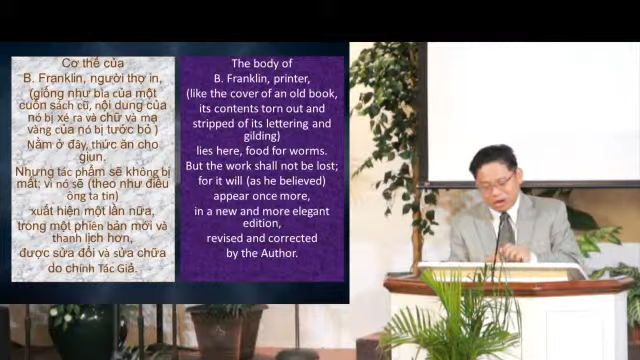 Cơ thể của
B. Franklin, người thợ in,
(giống như bìa của một
cuốn sách cũ, nội dung của
nó bị xé ra và chữ và mạ
vàng của nó bị tước bỏ )
Nằm ở đây, thức ăn cho
giun.
Nhưng tác phẩm sẽ không bị
mất; vì nó sẽ (theo như điều
ông ta tin)
xuất hiện một lần nữa,
trong một phiên bản mới và
thanh lịch hơn,
được sửa đổi và sửa chữa
do chính Tác Giả.
The body of
B. Franklin, printer,
(like the cover of an old book,
its contents torn out and
stripped of its lettering and
gilding)
lies here, food for worms.
But the work shall not be lost;
for it will (as he believed)
appear once more,
in a new and more elegant
edition,
revised and corrected
by the Author.